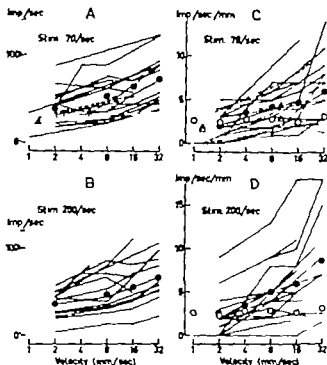 Imp/sec
A
Stim. 70/sec
100
0
1 2 4 8 16 32
Imp/sec/mm
C
Stim. 70/sec
10
5
0
1 2 4 8 16 32
Imp/sec
B
Stim 200/sec
100
0
1 2 4 8 16 32
Velocity (mm/sec)
Imp/sec/mm
D
Stim. 200/sec
15
10
5
0
1 2 4 8 16 32
Velocity (mm/sec)